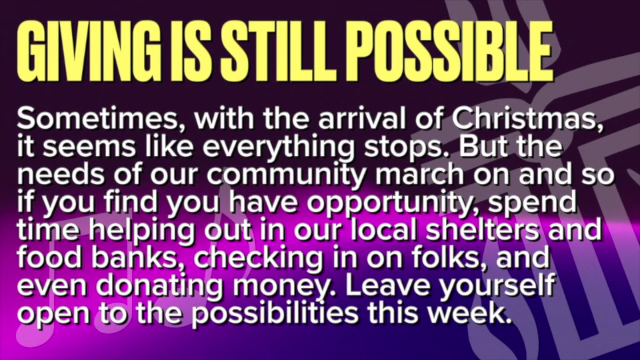 GIVING IS STILL POSSIBLE
Sometimes, with the arrival of Christmas,
it seems like everything stops. But the
needs of our community march on and so
if you find you have opportunity, spend
time helping out in our local shelters and
food banks, checking in on folks, and
even donating money. Leave yourself
open to the possibilities this week.